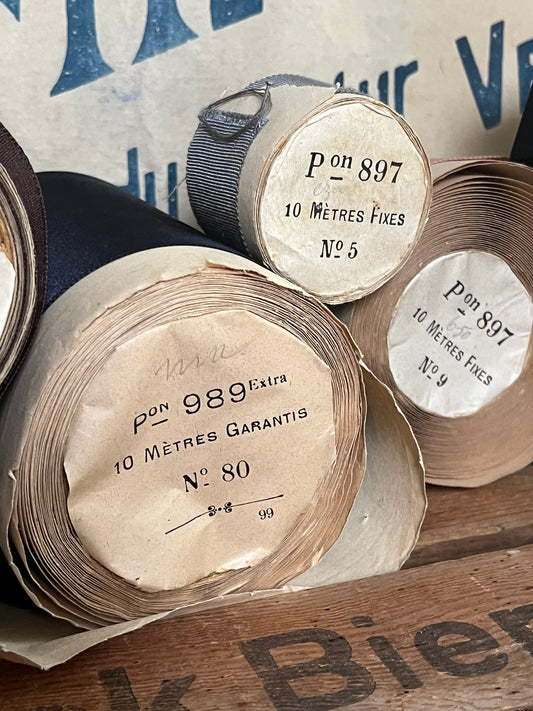 Pon 897
10 MÈTRES FIXES
No 5
Pon 897
650
10 MÈTRES FIXES
No 9
PON 989 Extra
10 MÈTRES GARANTIS
No 80
99
Bier